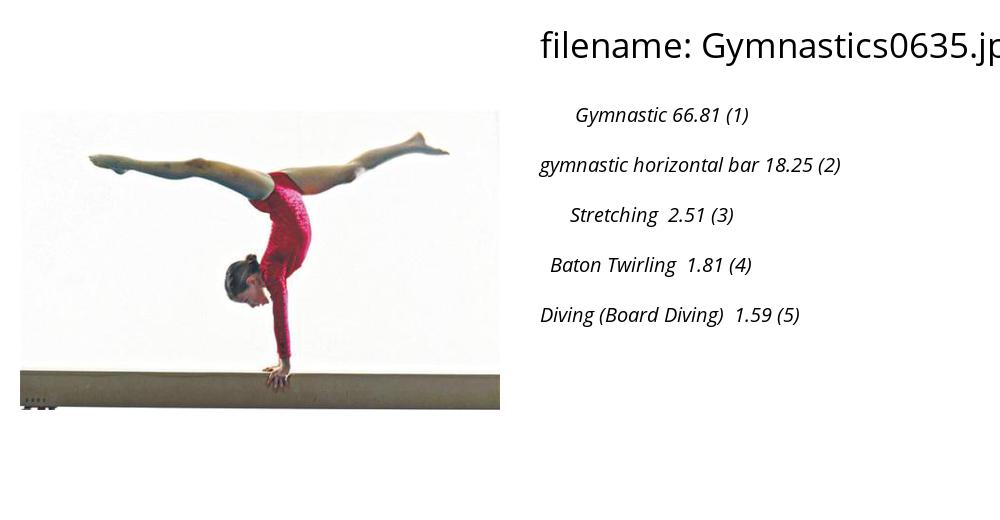 filename: Gymnastics0635.jp
Gymnastic 66.81 (1)
gymnastic horizontal bar 18.25 (2)
Stretching 2.51 (3)
Baton Twirling 1.81 (4)
Diving (Board Diving) 1.59 (5)